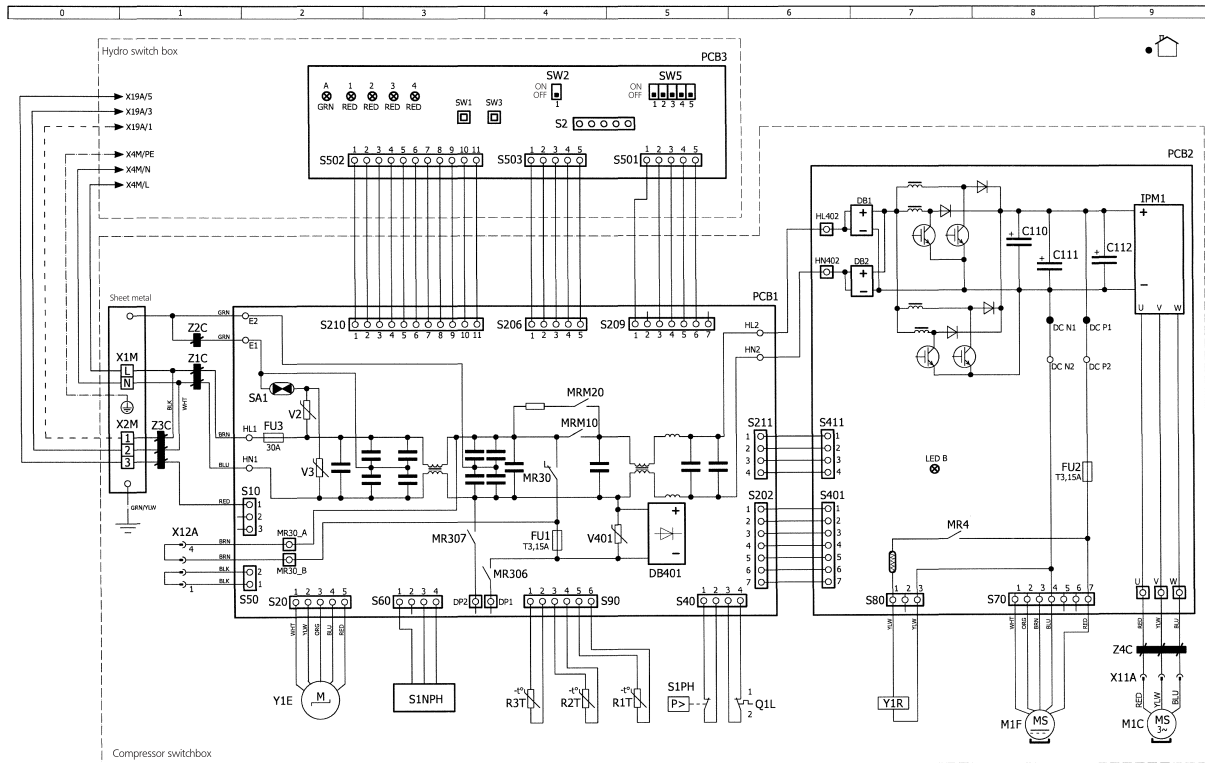 0 1 2 3 4 5 6 7 8 9
Hydro switch box
PCB3
A 1 2 3 4
GRN RED RED RED RED
SW1 SW3
SW2
ON
OFF
1
SW5
ON
OFF
1 2 3 4 5
S2
1 2 3 4 5 6 7 8 9 10 11
S502
1 2 3 4 5
S503
1 2 3 4 5
S501
X19A/5
X19A/3
X19A/1
X4M/PE
X4M/N
X4M/L
PCB2
HL402
DB1
+
−
HN402
DB2
+
−
C110
+
C111
+
C112
+
IPM1
+
−
U V W
DC N1
DC P1
DC N2
DC P2
Sheet metal
PCB1
GRN
E2
GRN
E1
Z2C
S210
1 2 3 4 5 6 7 8 9 10 11
S206
1 2 3 4 5
S209
1 2 3 4 5 6 7
HL2
HN2
X1M
L
N
Z1C
BLK
WHT
X2M
1
2
3
Z3C
SA1
V2
V3
BRN
HL1
FU3
30A
BLU
HN1
MRM20
MRM10
MR30
S211
1
2
3
4
S411
1
2
3
4
LED B
FU2
T3,15A
GRN/YLW
S10
RED
1
2
3
X12A
BRN
4
MR30_A
BRN
MR30_B
BLK
2
BLK
1
1
S50
MR307
MR306
FU1
T3,15A
V401
+
−
DB401
S202
1
2
3
4
5
6
7
S401
1
2
3
4
5
6
7
MR4
S20
1 2 3 4 5
WHT YLW ORG BLU RED
S60
1 2 3 4
DP2
DP1
1 2 3 4 5 6
S90
S40
1 2 3 4
S80
1 2 3
YLW YLW
S70
1 2 3 4 5 6 7
WHT ORG BRN BLU RED
U V W
RED YLW BLU
Z4C
X11A
RED YLW BLU
Y1E
M
S1NPH
-t°
R3T
-t°
R2T
-t°
R1T
S1PH
P>
1
Q1L
2
Y1R
M1F
MS
M1C
MS
3~
Compressor switchbox